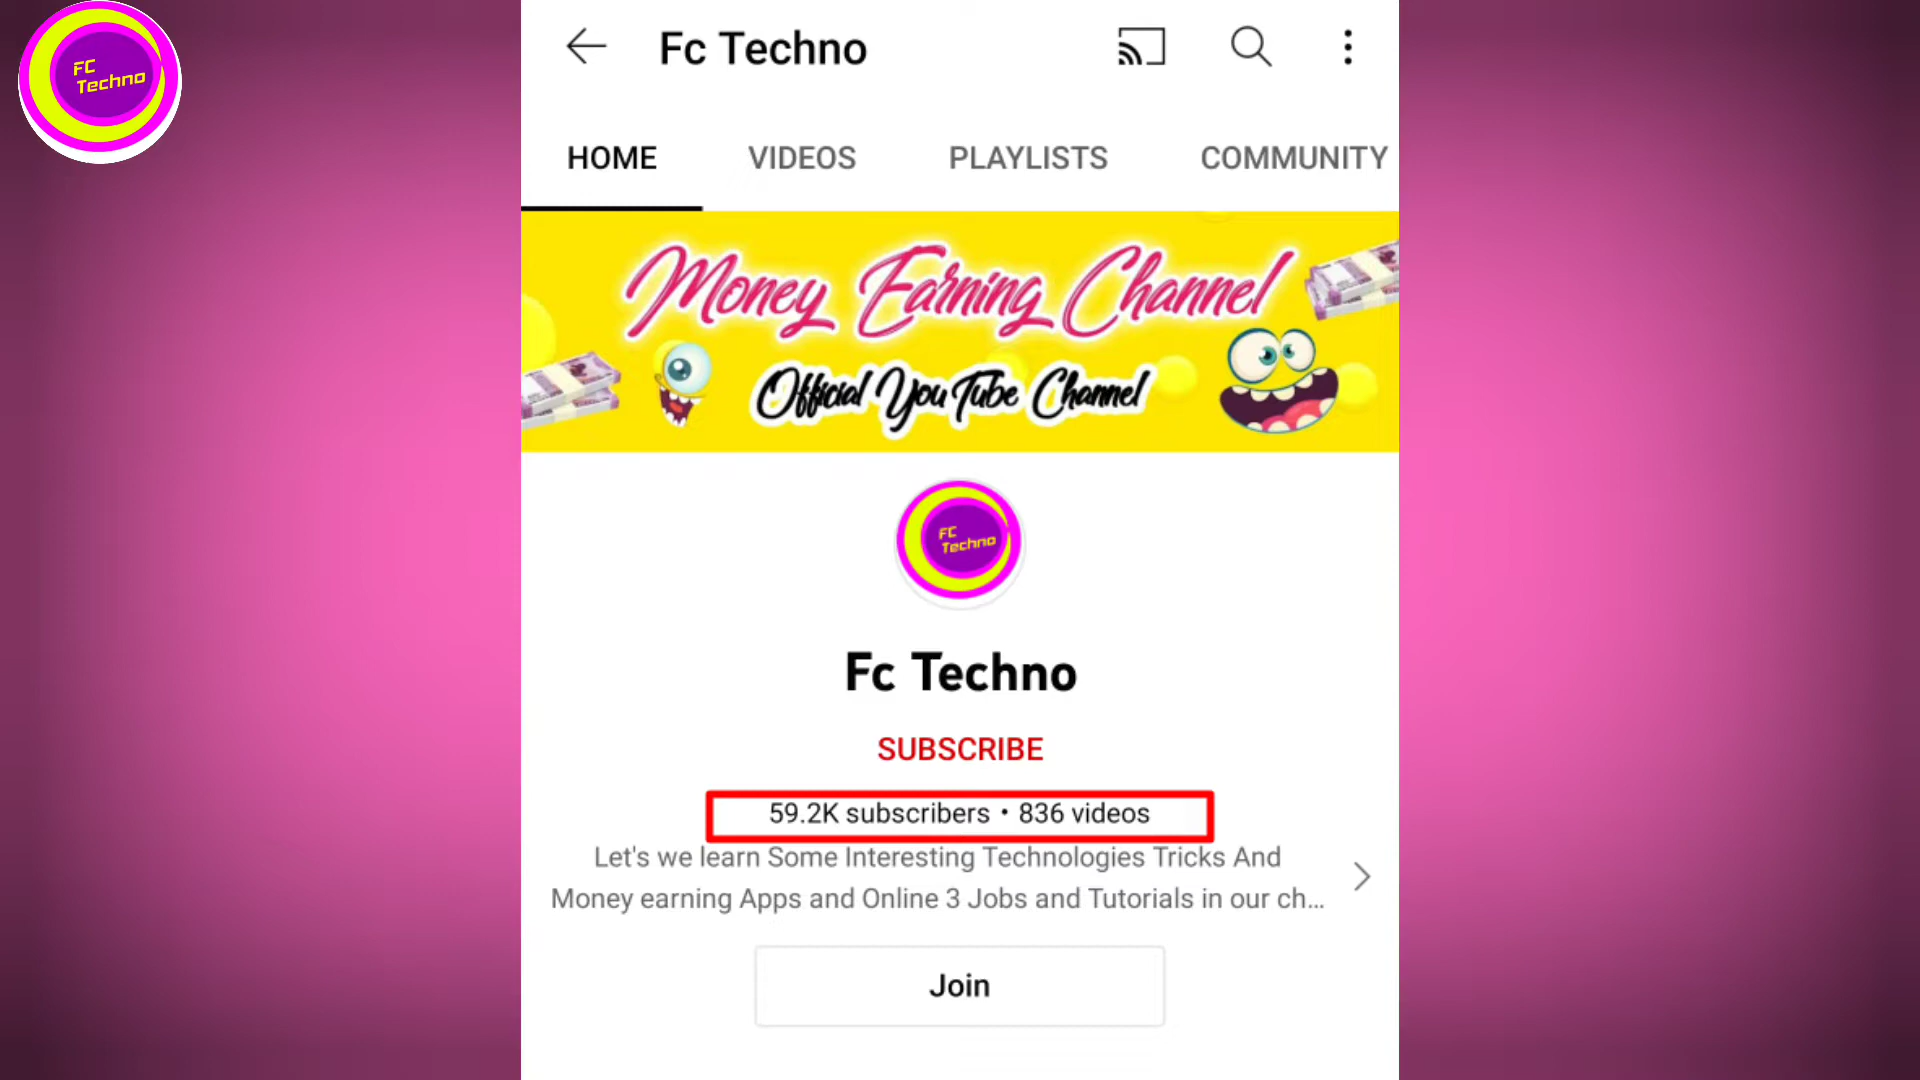 FC
Techno
Fc Techno
HOME VIDEOS PLAYLISTS COMMUNITY
Money Earning Channel
Official YouTube Channel
FC
Techno
Fc Techno
SUBSCRIBE
59.2K subscribers • 836 videos
Let's we learn Some Interesting Technologies Tricks And
Money earning Apps and Online 3 Jobs and Tutorials in our ch...
Join